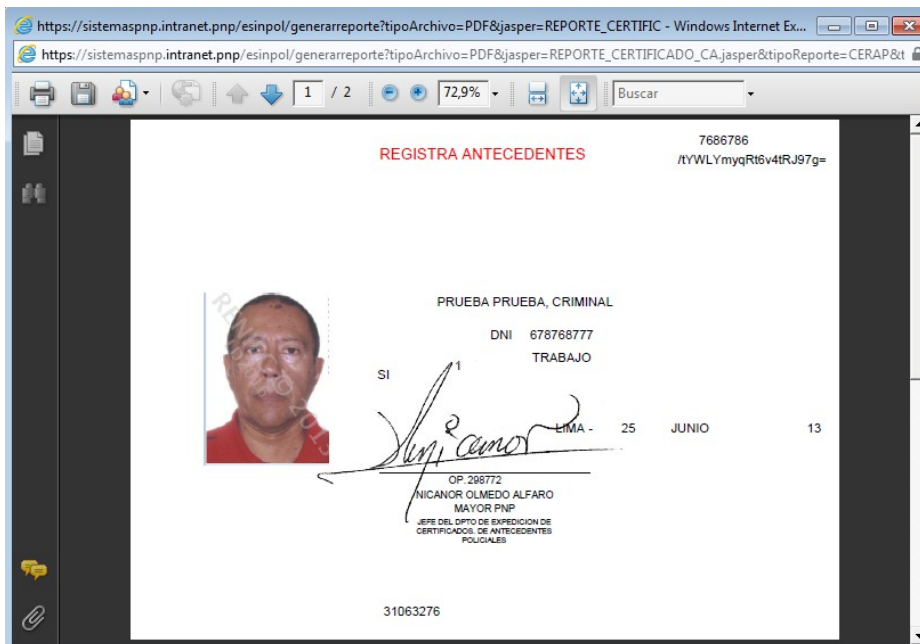 https://sistemaspnp.intranet.pnp/esinpol/generarreporte?tipoArchivo=PDF&jasper=REPORTE_CERTIFIC - Windows Internet Ex...
https://sistemaspnp.intranet.pnp/esinpol/generarreporte?tipoArchivo=PDF&jasper=REPORTE_CERTIFICADO_CA.jasper&tipoReporte=CERAP&t
1 / 2
72,9%
Buscar
7686786
REGISTRA ANTECEDENTES
/tYWLYmyqRt6v4tRJ97g=
PRUEBA PRUEBA, CRIMINAL
DNI 678768777
TRABAJO
SI 1
LIMA - 25 JUNIO 13
OP.298772
NICANOR OLMEDO ALFARO
MAYOR PNP
JEFE DEL DPTO DE EXPEDICION DE
CERTIFICADOS. DE ANTECEDENTES
POLICIALES
31063276